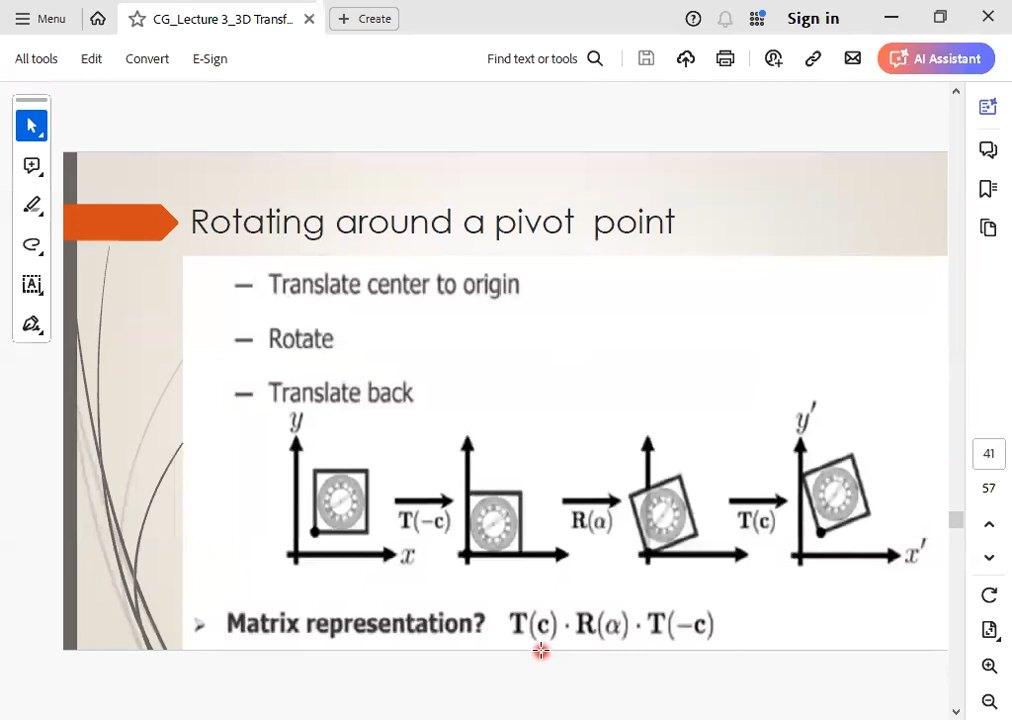 Menu CG_Lecture 3_3D Transf... Create Sign in
All tools Edit Convert E-Sign Find text or tools AI Assistant
Rotating around a pivot point
— Translate center to origin
— Rotate
— Translate back
y y′
T(−c) R(α) T(c)
x x′
41
57
➢ Matrix representation? T(c) · R(α) · T(−c)